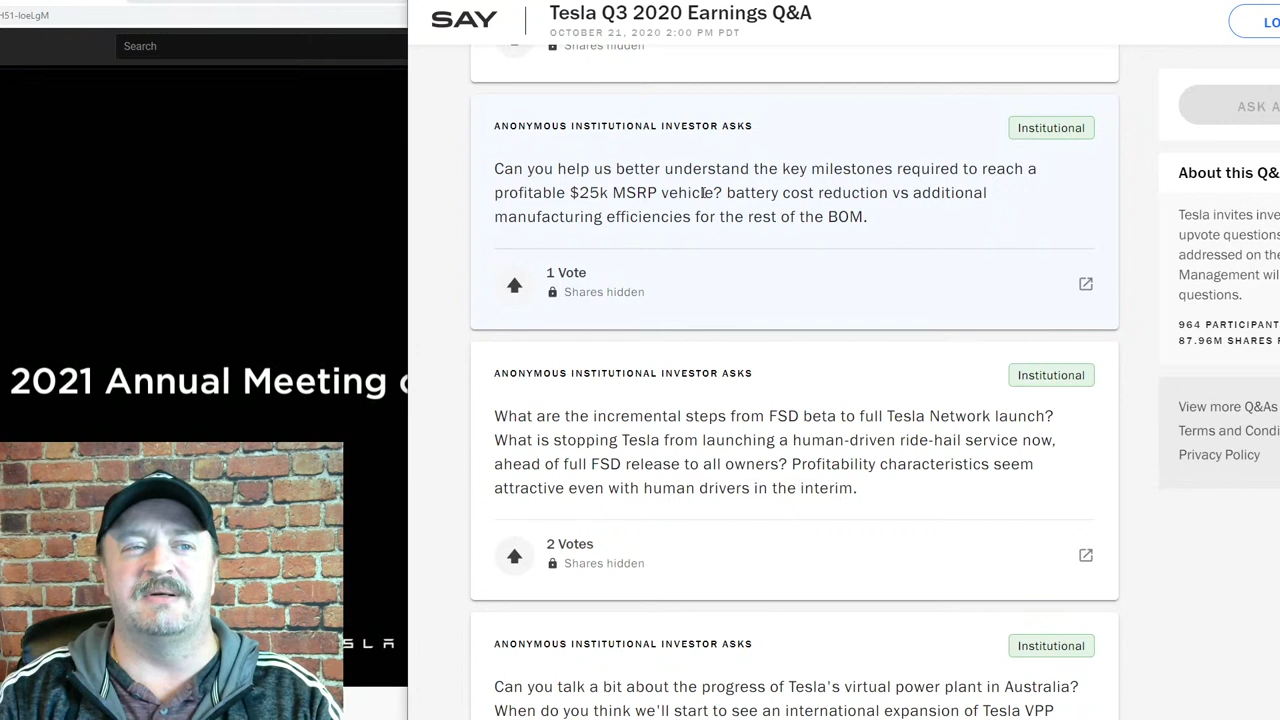 H51-IoeLgM
Search
2021 Annual Meeting
SLA
SAY
Tesla Q3 2020 Earnings Q&A
OCTOBER 21, 2020 2:00 PM PDT
LO
Shares hidden
ANONYMOUS INSTITUTIONAL INVESTOR ASKS
Institutional
Can you help us better understand the key milestones required to reach a
profitable $25k MSRP vehicle? battery cost reduction vs additional
manufacturing efficiencies for the rest of the BOM.
1 Vote
Shares hidden
ANONYMOUS INSTITUTIONAL INVESTOR ASKS
Institutional
What are the incremental steps from FSD beta to full Tesla Network launch?
What is stopping Tesla from launching a human-driven ride-hail service now,
ahead of full FSD release to all owners? Profitability characteristics seem
attractive even with human drivers in the interim.
2 Votes
Shares hidden
ANONYMOUS INSTITUTIONAL INVESTOR ASKS
Institutional
Can you talk a bit about the progress of Tesla's virtual power plant in Australia?
When do you think we'll start to see an international expansion of Tesla VPP
ASK A
About this Q&
Tesla invites inve
upvote questions
addressed on the
Management wil
questions.
964 PARTICIPANT
87.96M SHARES
View more Q&As
Terms and Condi
Privacy Policy